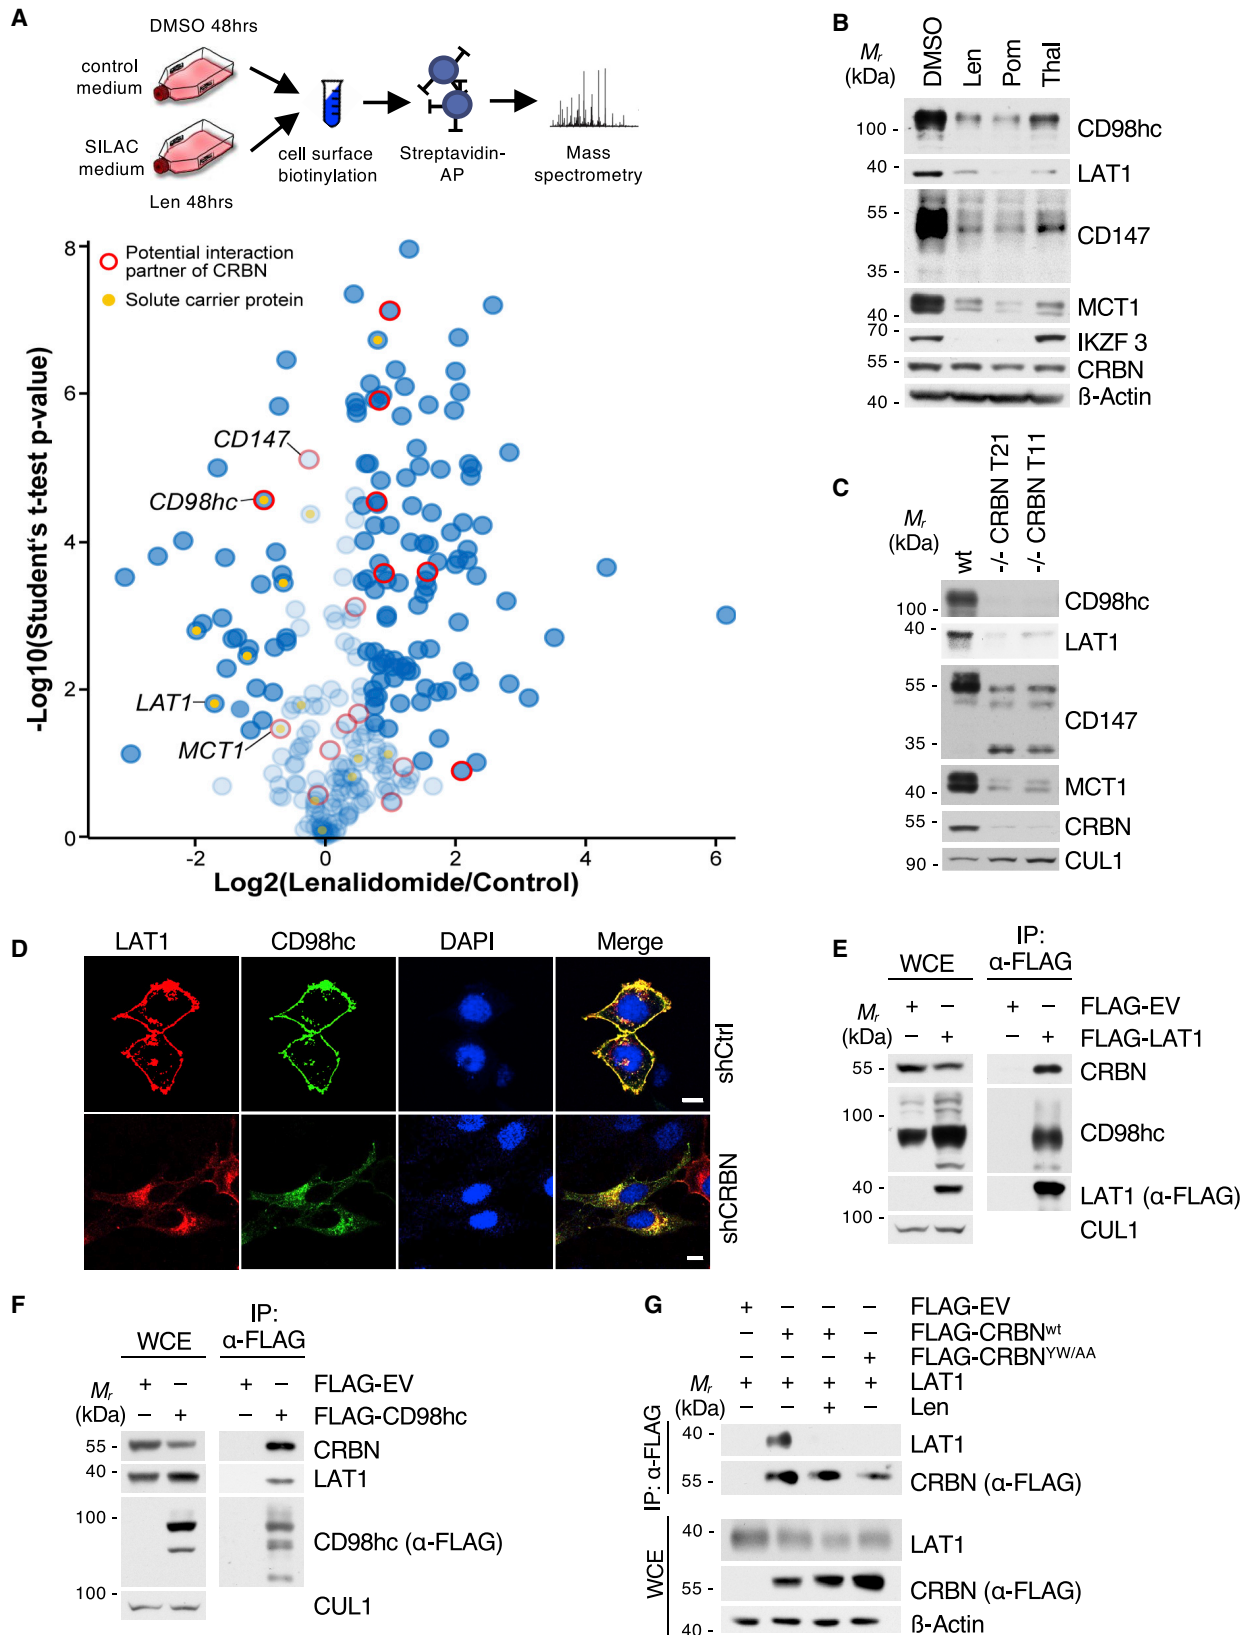 A
DMSO 48hrs
control
medium
SILAC
medium
Len 48hrs
cell surface
biotinylation
Streptavidin-
AP
Mass
spectrometry
Potential interaction
partner of CRBN
Solute carrier protein
-Log10(Student's t-test p-value)
8
6
4
2
0
CD147
CD98hc
LAT1
MCT1
-2 0 2 4 6
Log2(Lenalidomide/Control)
B
Mr
(kDa)
DMSO Len Pom Thal
100 - CD98hc
40 - LAT1
55 -
CD147
35 -
MCT1
40 -
70 -
IKZF 3
55 - CRBN
ß-Actin
40 -
C
Mr
(kDa)
wt -/- CRBN T21 -/- CRBN T11
CD98hc
100 -
40 -
LAT1
55 -
CD147
35 -
MCT1
40 -
55 - CRBN
90 - CUL1
D
LAT1 CD98hc DAPI Merge
shCtrl
shCRBN
E
WCE IP: α-FLAG
Mr
(kDa)
+ – + – FLAG-EV
– + – + FLAG-LAT1
55 - CRBN
100 -
CD98hc
40 - LAT1 (α-FLAG)
100 -
CUL1
F
WCE IP: α-FLAG
Mr
(kDa)
+ – + – FLAG-EV
– + – + FLAG-CD98hc
55 - CRBN
40 - LAT1
100 -
CD98hc (α-FLAG)
100 -
CUL1
G
+ – – – FLAG-EV
– + + – FLAG-CRBNwt
– – – + FLAG-CRBNYW/AA
Mr
(kDa)
+ + + + LAT1
– – + – Len
IP: α-FLAG
40 - LAT1
55 - CRBN (α-FLAG)
WCE
40 - LAT1
55 - CRBN (α-FLAG)
40 - ß-Actin